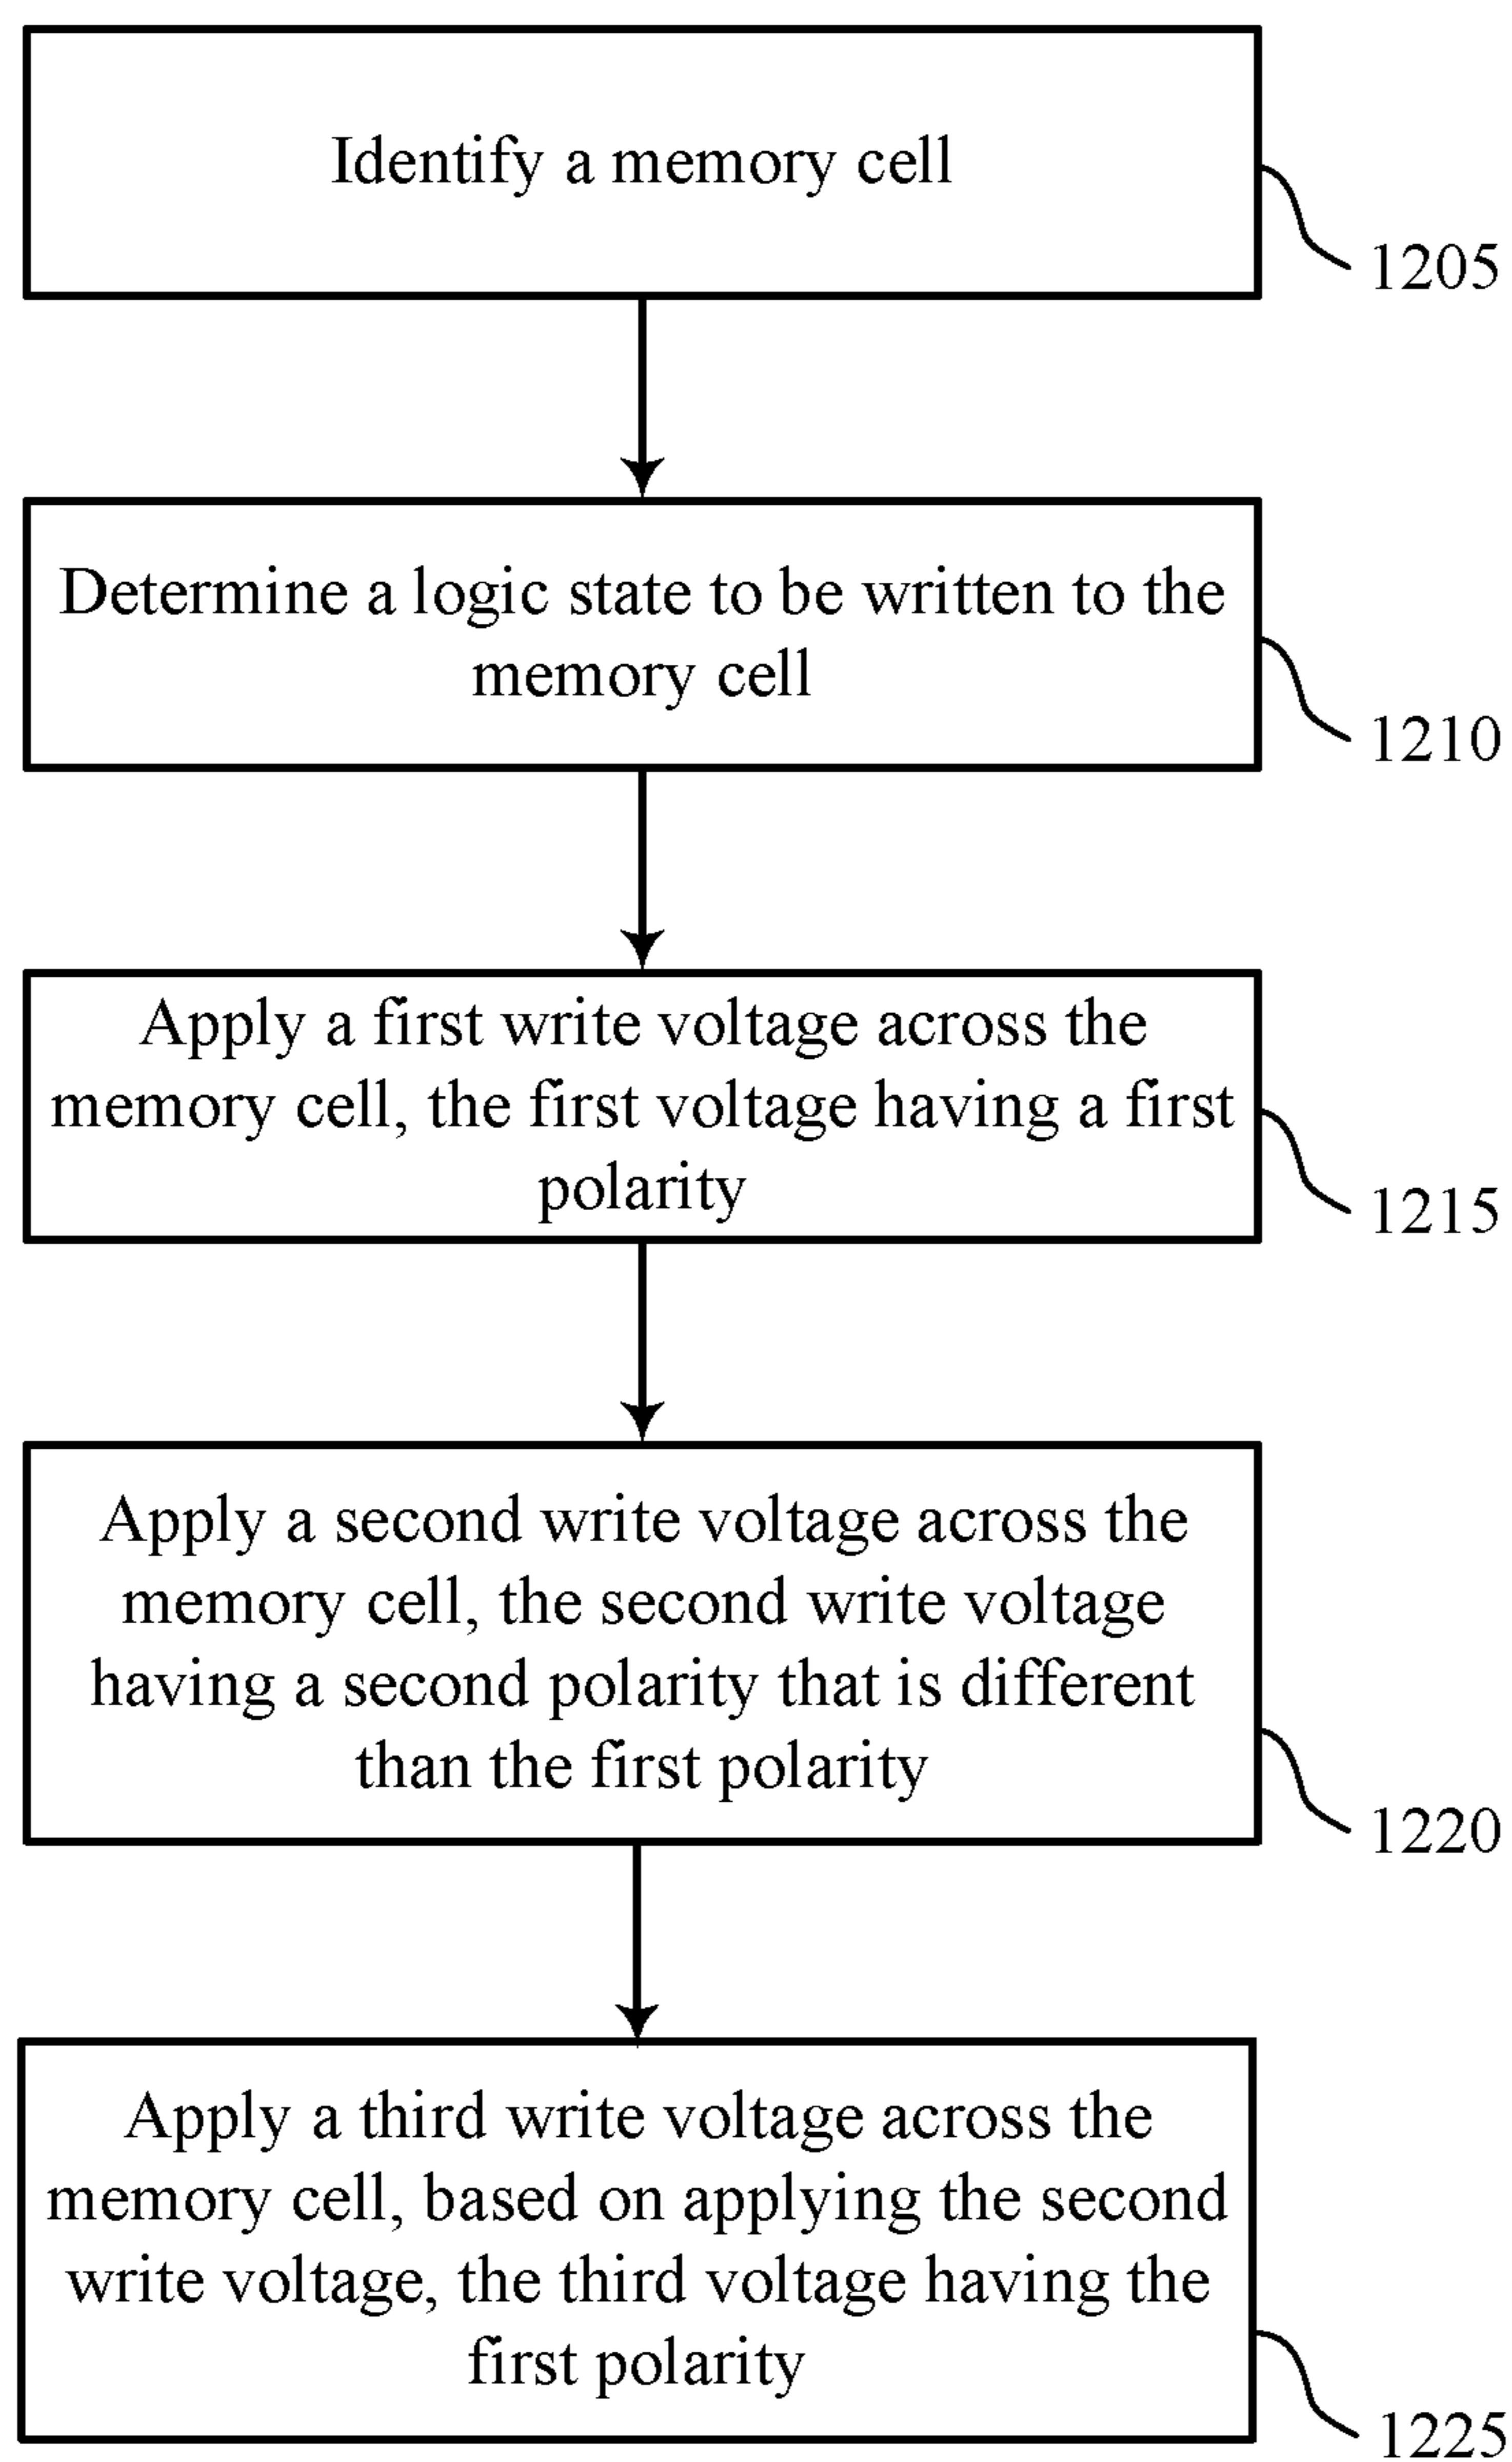 Identify a memory cell
1205
Determine a logic state to be written to the
memory cell
1210
Apply a first write voltage across the
memory cell, the first voltage having a first
polarity
1215
Apply a second write voltage across the
memory cell, the second write voltage
having a second polarity that is different
than the first polarity
1220
Apply a third write voltage across the
memory cell, based on applying the second
write voltage, the third voltage having the
first polarity
1225